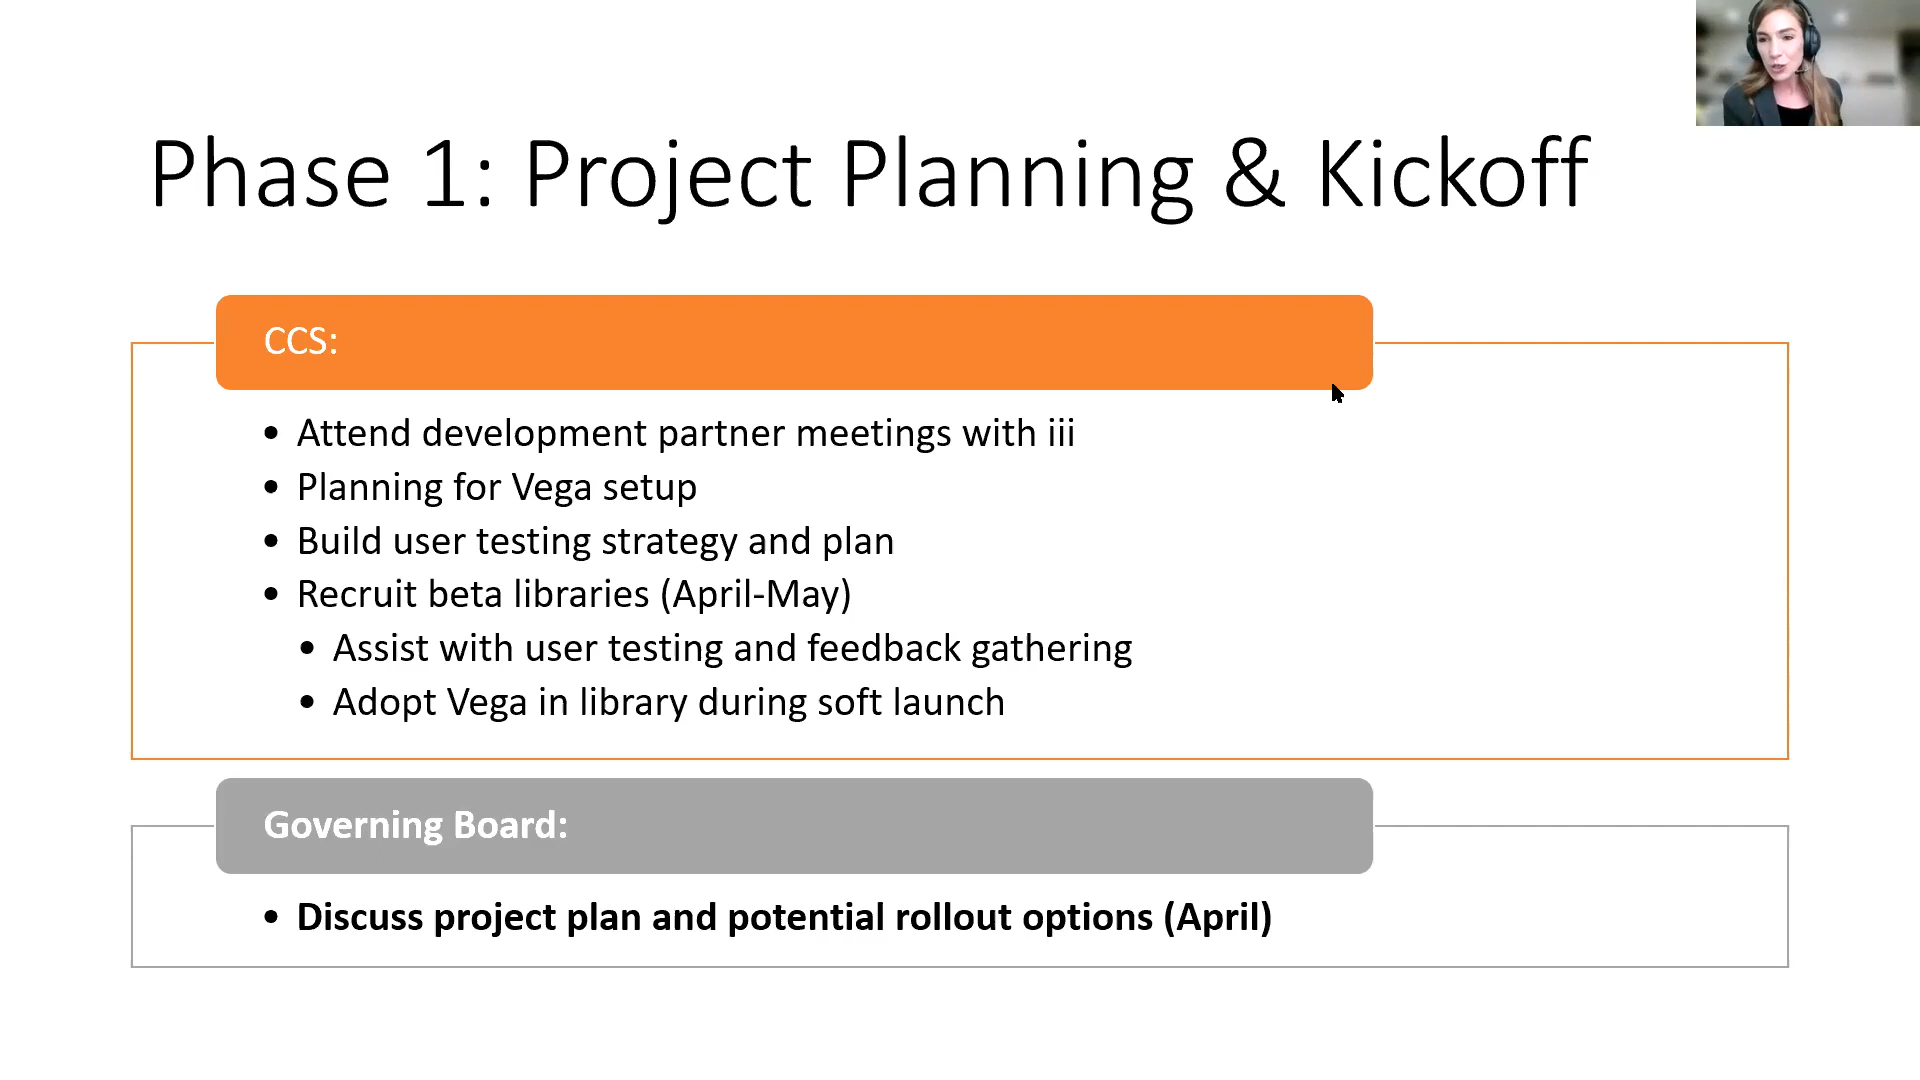 Phase 1: Project Planning & Kickoff
CCS:
• Attend development partner meetings with iii
• Planning for Vega setup
• Build user testing strategy and plan
• Recruit beta libraries (April-May)
• Assist with user testing and feedback gathering
• Adopt Vega in library during soft launch
Governing Board:
• Discuss project plan and potential rollout options (April)